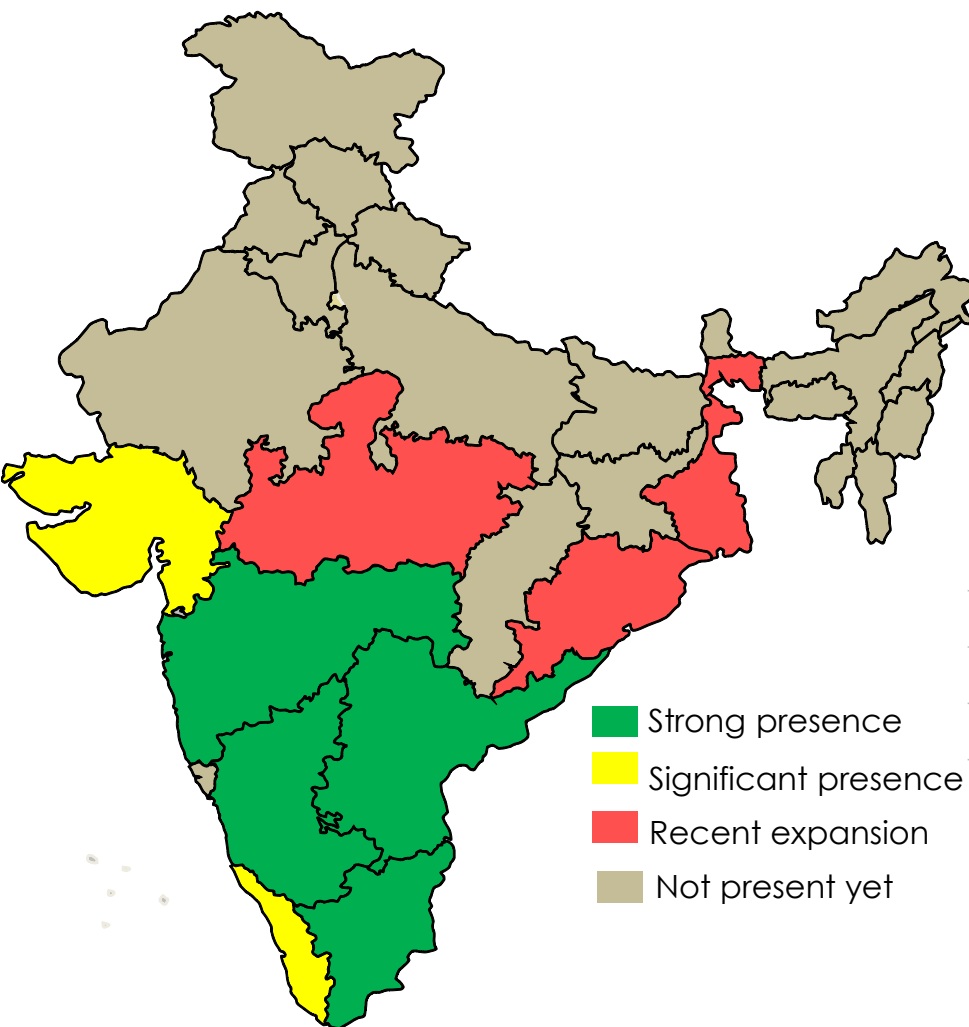 Strong presence
Significant presence
Recent expansion
Not present yet